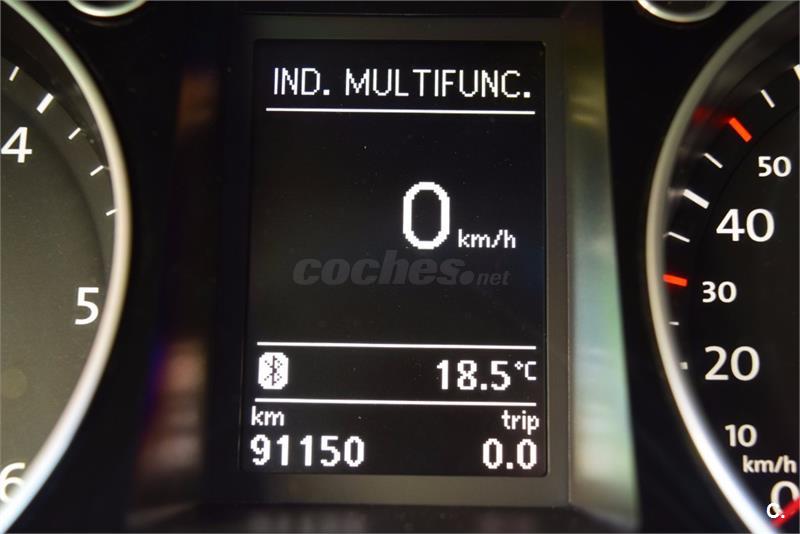 IND. MULTIFUNC.
0 km/h
coches.net
18.5°C
km trip
91150 0.0
4
5
6
50
40
30
20
10
km/h
0
c.